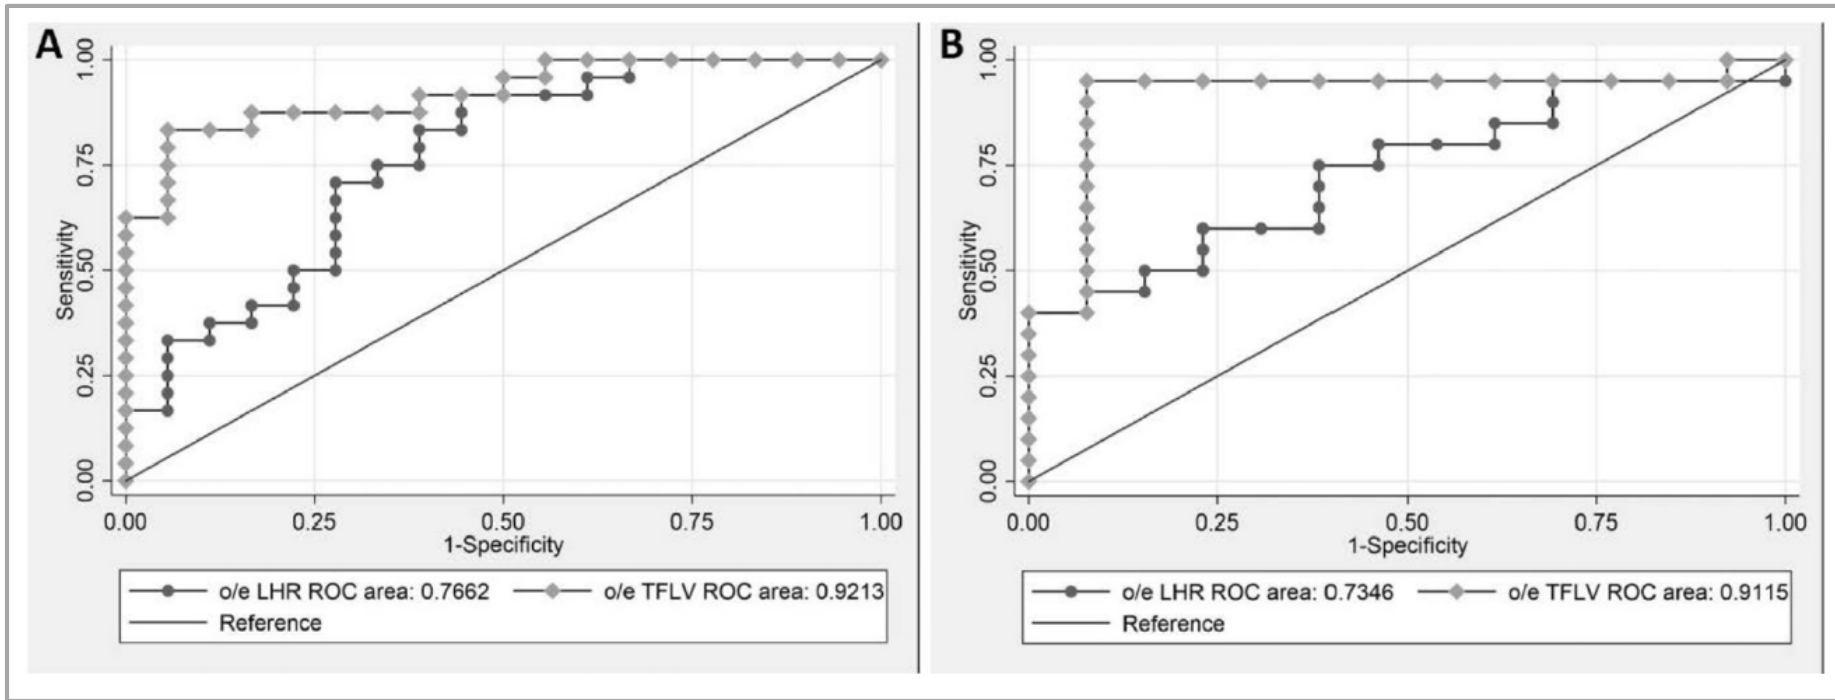 A
Sensitivity
1.00
0.75
0.50
0.25
0.00
0.00 0.25 0.50 0.75 1.00
1-Specificity
o/e LHR ROC area: 0.7662 o/e TFLV ROC area: 0.9213
Reference
B
Sensitivity
1.00
0.75
0.50
0.25
0.00
0.00 0.25 0.50 0.75 1.00
1-Specificity
o/e LHR ROC area: 0.7346 o/e TFLV ROC area: 0.9115
Reference